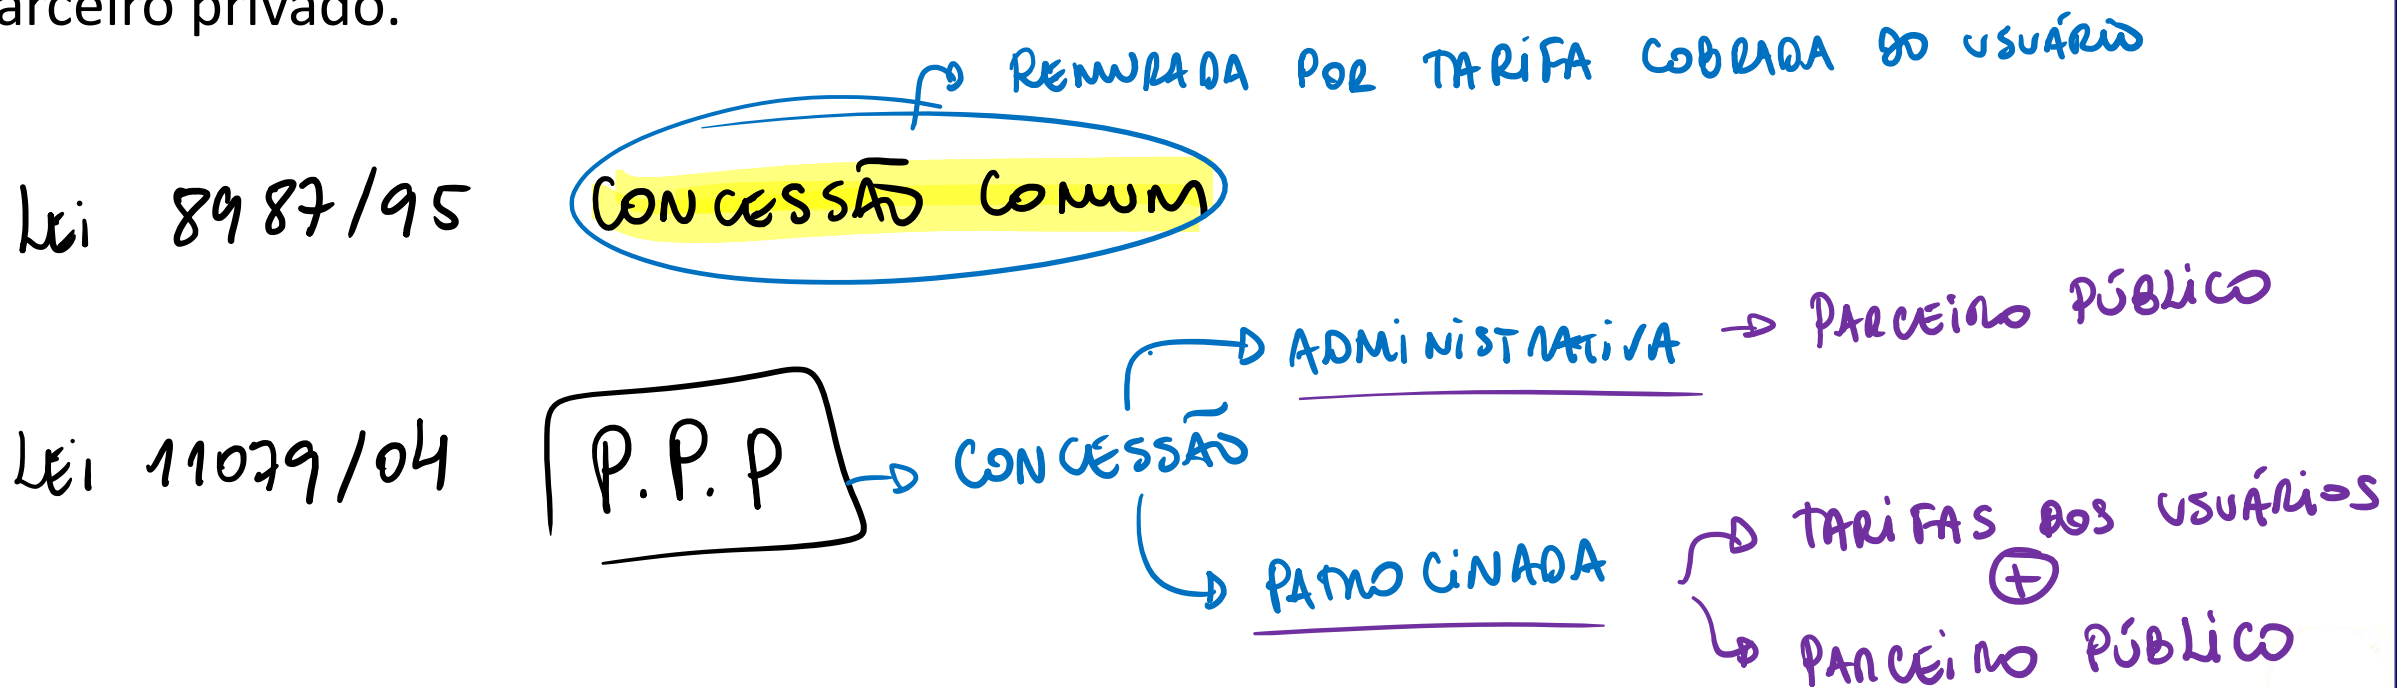 arceiro privado.
REMURADA POR TARIFA COBRADA DO USUÁRIO
Lei 8987/95 CONCESSÃO COMUM
ADMINISTRATIVA → PARCEIRO PÚBLICO
Lei 11079/04 P.P.P → CONCESSÃO
TARIFAS DOS USUÁRIOS
+
PATROCINADA
PARCEIRO PÚBLICO